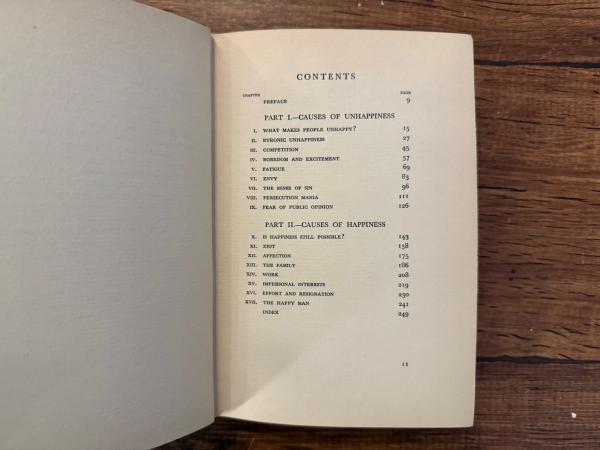 CONTENTS
CHAPTER PAGE
PREFACE 9
PART I.—CAUSES OF UNHAPPINESS
I. WHAT MAKES PEOPLE UNHAPPY? 15
II. BYRONIC UNHAPPINESS 27
III. COMPETITION 45
IV. BOREDOM AND EXCITEMENT 57
V. FATIGUE 69
VI. ENVY 83
VII. THE SENSE OF SIN 96
VIII. PERSECUTION MANIA 111
IX. FEAR OF PUBLIC OPINION 126
PART II.—CAUSES OF HAPPINESS
X. IS HAPPINESS STILL POSSIBLE? 143
XI. ZEST 158
XII. AFFECTION 175
XIII. THE FAMILY 186
XIV. WORK 208
XV. IMPERSONAL INTERESTS 219
XVI. EFFORT AND RESIGNATION 230
XVII. THE HAPPY MAN 241
INDEX 249
11